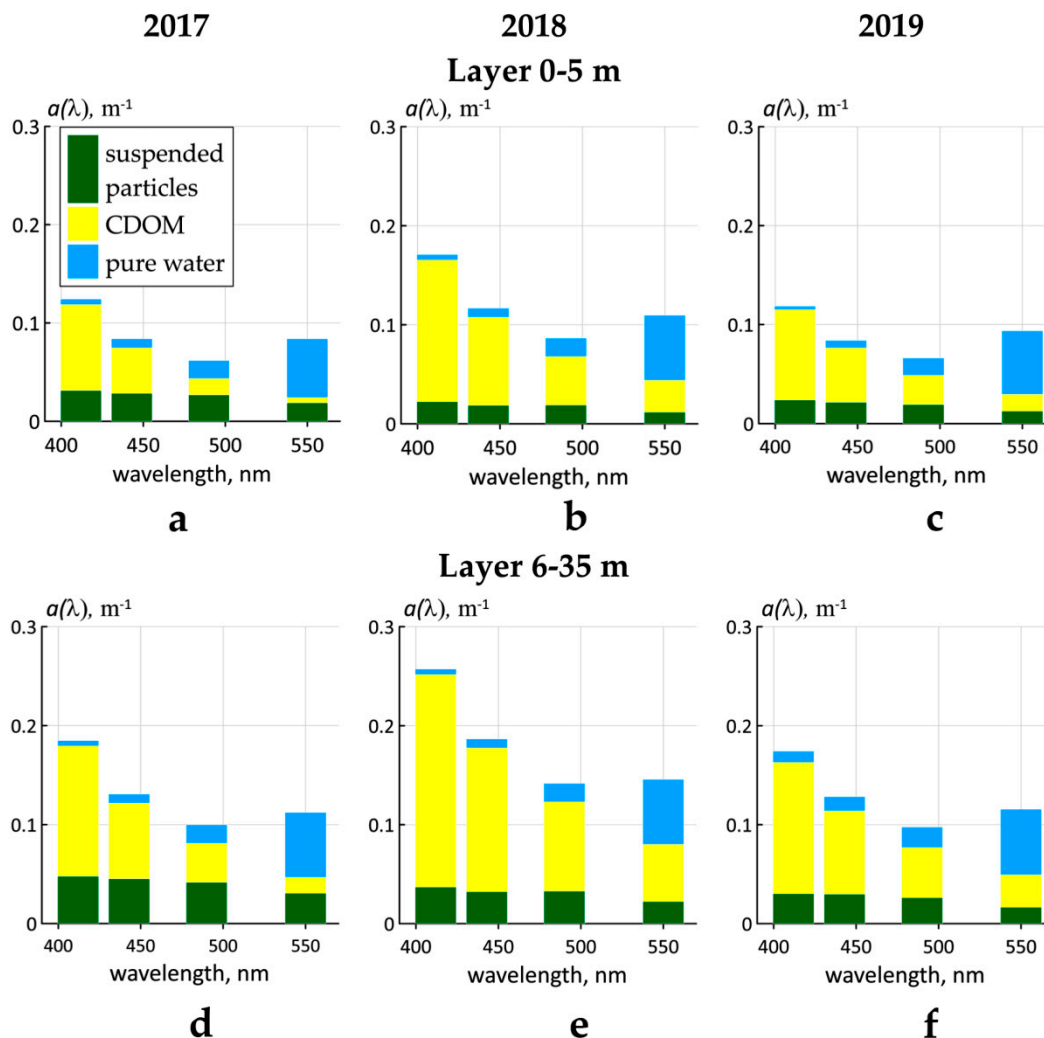 2017 2018 2019
Layer 0-5 m
a(λ), m⁻¹ a(λ), m⁻¹ a(λ), m⁻¹
0.3 0.3 0.3
suspended
particles
CDOM
pure water
0.2 0.2 0.2
0.1 0.1 0.1
0 0 0
400 450 500 550 400 450 500 550 400 450 500 550
wavelength, nm wavelength, nm wavelength, nm
a b c
Layer 6-35 m
a(λ), m⁻¹ a(λ), m⁻¹ a(λ), m⁻¹
0.3 0.3 0.3
0.2 0.2 0.2
0.1 0.1 0.1
0 0 0
400 450 500 550 400 450 500 550 400 450 500 550
wavelength, nm wavelength, nm wavelength, nm
d e f